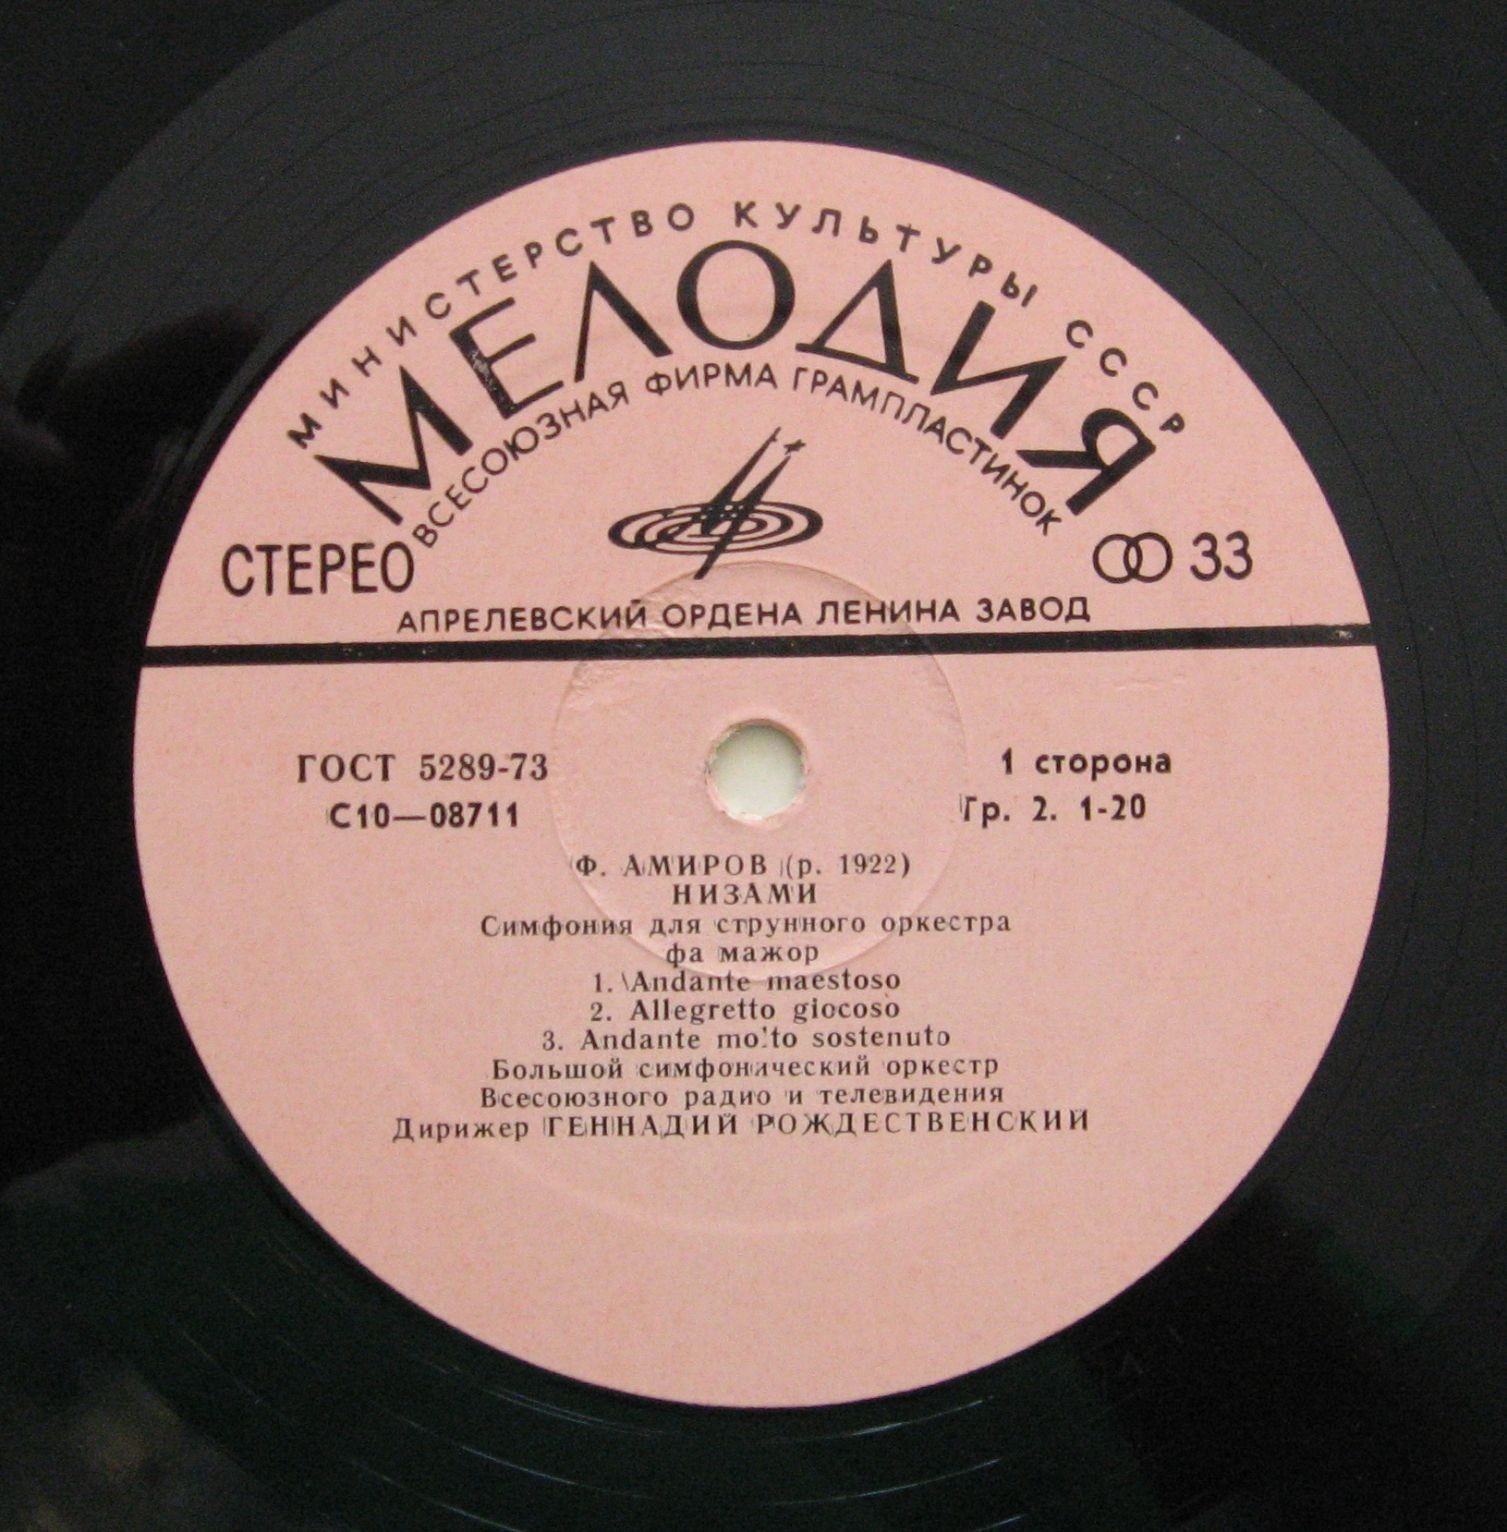 МИНИСТЕРСТВО КУЛЬТУРЫ СССР
МЕЛОДИЯ
ВСЕСОЮЗНАЯ ФИРМА ГРАМПЛАСТИНОК
СТЕРЕО
33
АПРЕЛЕВСКИЙ ОРДЕНА ЛЕНИНА ЗАВОД
ГОСТ 5289-73
1 сторона
С10—08711
Гр. 2. 1-20
Ф. АМИРОВ (р. 1922)
НИЗАМИ
Симфония для струнного оркестра
фа мажор
1. Andante maestoso
2. Allegretto giocoso
3. Andante molto sostenuto
Большой симфонический оркестр
Всесоюзного радио и телевидения
Дирижер ГЕННАДИЙ РОЖДЕСТВЕНСКИЙ